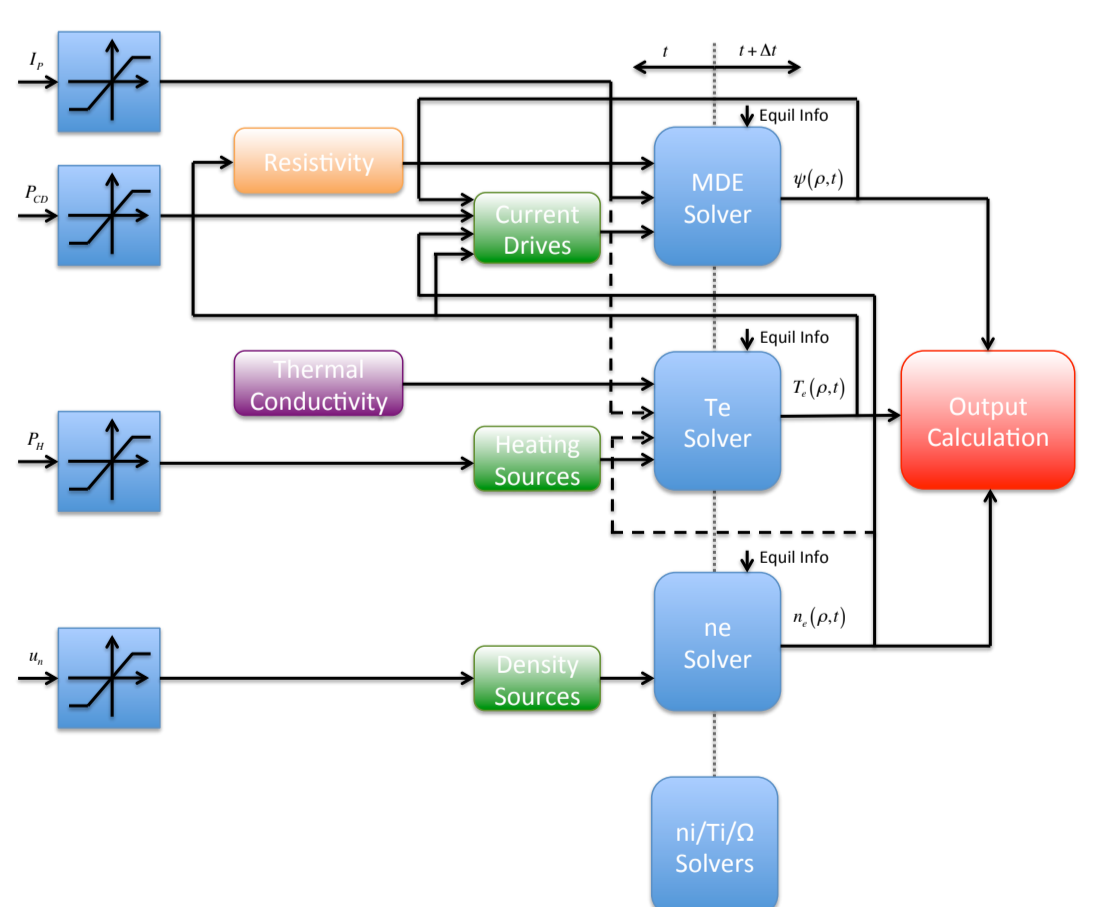 I_P
t
t + Δt
Equil Info
Resistivity
MDE
Solver
ψ(ρ,t)
P_CD
Current
Drives
Equil Info
Thermal
Conductivity
Te
Solver
T_e(ρ,t)
Output
Calculation
P_H
Heating
Sources
Equil Info
ne
Solver
n_e(ρ,t)
u_n
Density
Sources
ni/Ti/Ω
Solvers